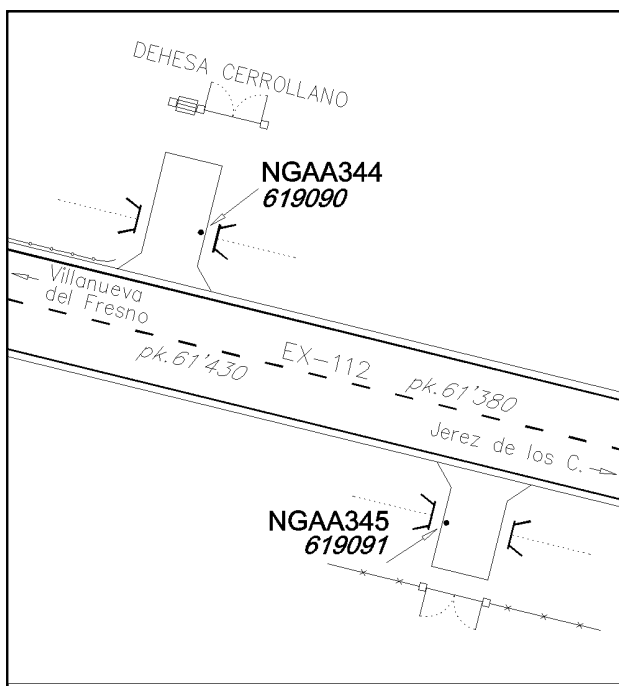 DEHESA CERROLLANO
NGAA344
619090
Villanueva
del Fresno
EX-112
pk.61'430
pk.61'380
Jerez de los C.
NGAA345
619091